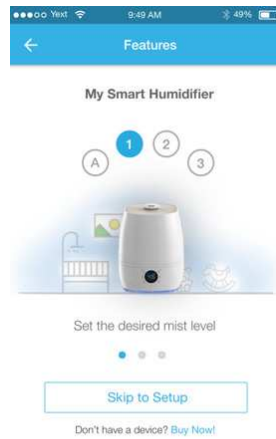 Yext 9:49 AM 49%
Features
My Smart Humidifier
A 1 2 3
Set the desired mist level
Skip to Setup
Don't have a device? Buy Now!